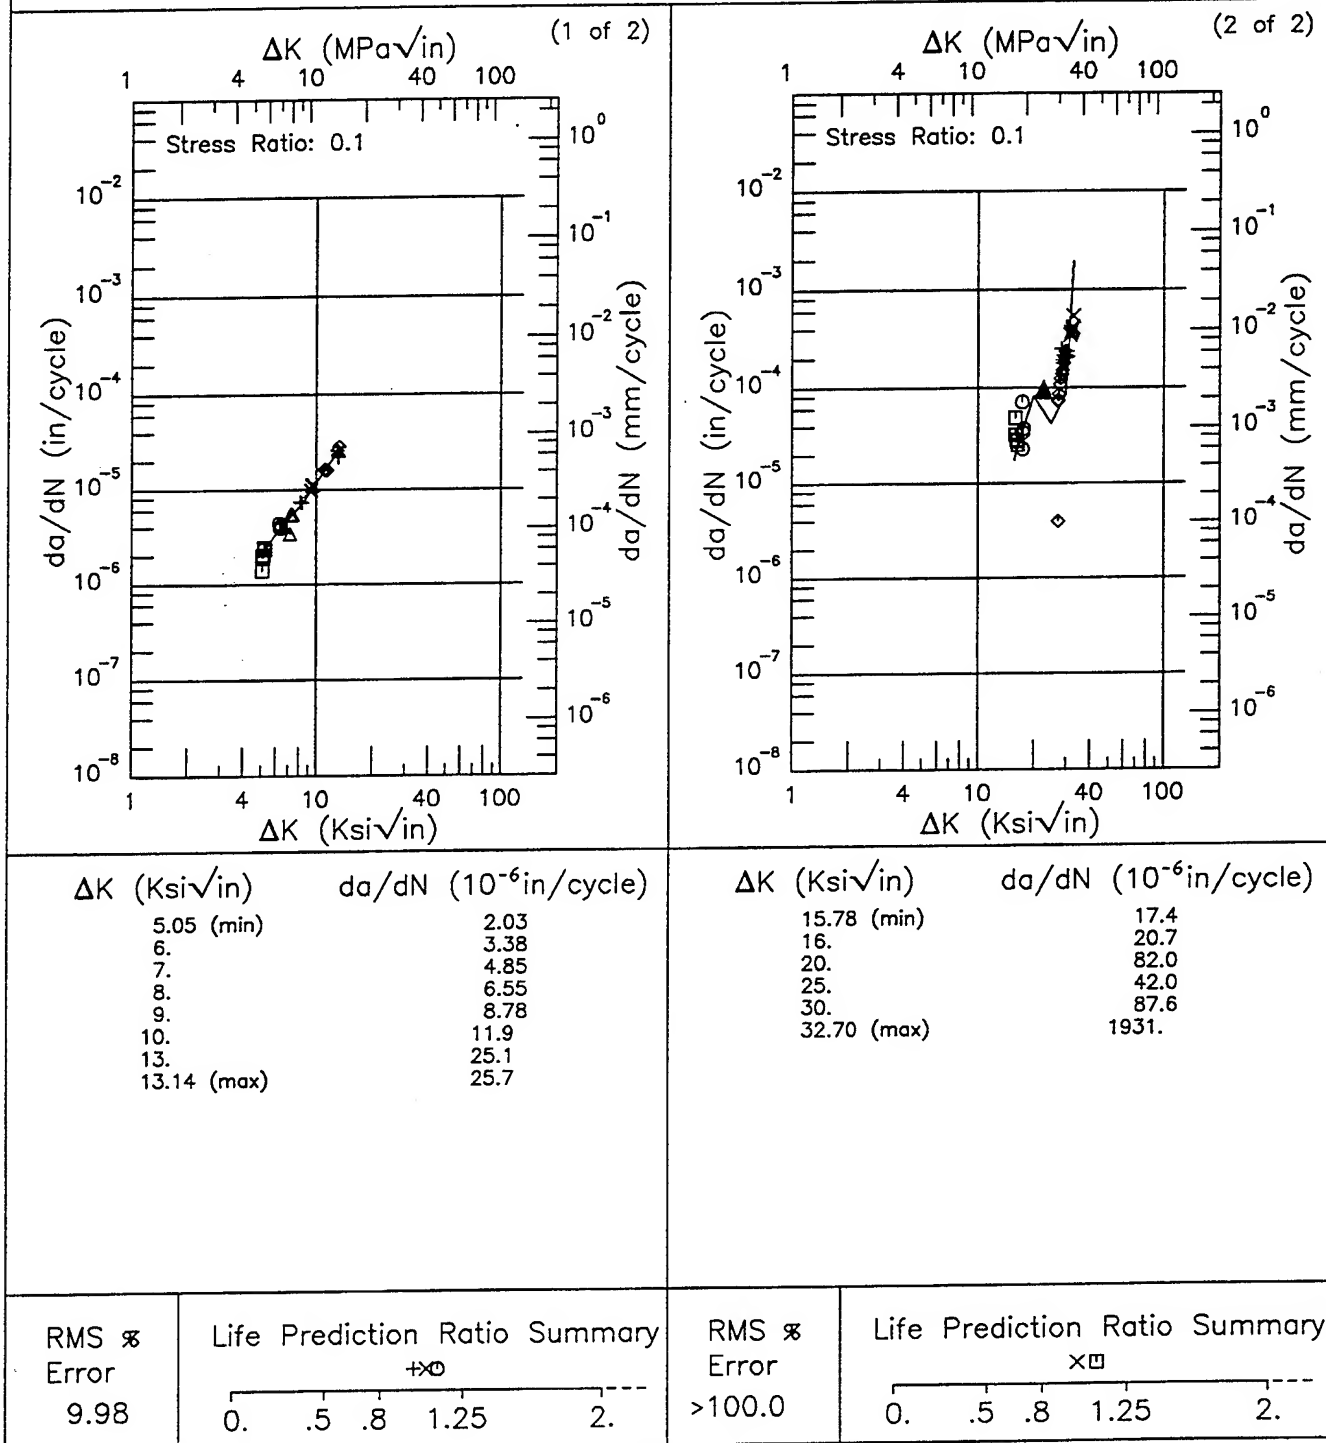 (1 of 2)
ΔK (MPa√in)
1 4 10 40 100
Stress Ratio: 0.1
10⁰
10⁻¹
10⁻²
10⁻³
10⁻⁴
10⁻⁵
10⁻⁶
da/dN (mm/cycle)
10⁻²
10⁻³
10⁻⁴
10⁻⁵
10⁻⁶
10⁻⁷
10⁻⁸
da/dN (in/cycle)
1 4 10 40 100
ΔK (Ksi√in)
ΔK (Ksi√in) da/dN (10⁻⁶in/cycle)
5.05 (min) 2.03
6. 3.38
7. 4.85
8. 6.55
9. 8.78
10. 11.9
13. 25.1
13.14 (max) 25.7
RMS %
Error
9.98
Life Prediction Ratio Summary
0. .5 .8 1.25 2.
(2 of 2)
ΔK (MPa√in)
1 4 10 40 100
Stress Ratio: 0.1
10⁰
10⁻¹
10⁻²
10⁻³
10⁻⁴
10⁻⁵
10⁻⁶
da/dN (mm/cycle)
10⁻²
10⁻³
10⁻⁴
10⁻⁵
10⁻⁶
10⁻⁷
10⁻⁸
da/dN (in/cycle)
1 4 10 40 100
ΔK (Ksi√in)
ΔK (Ksi√in) da/dN (10⁻⁶in/cycle)
15.78 (min) 17.4
16. 20.7
20. 82.0
25. 42.0
30. 87.6
32.70 (max) 1931.
RMS %
Error
>100.0
Life Prediction Ratio Summary
0. .5 .8 1.25 2.